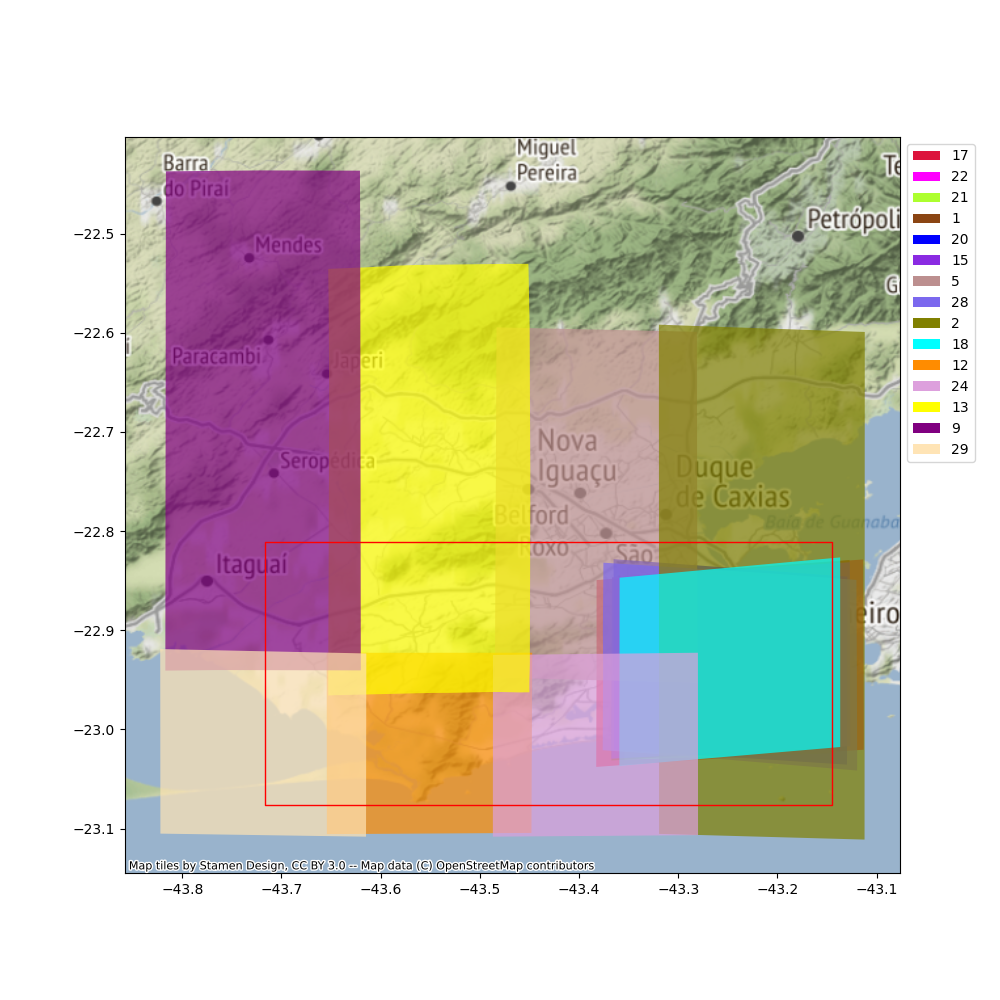 Miguel
Pereira
Barra
do Pirai
Te
Petrópoli
Mendes
G
Paracambi
Japeri
Nova
Iguaçu
Seropédica
Duque
de Caxias
Belford
Roxo
Baía de Guanaba
São
Itaguaí
eiro
Map tiles by Stamen Design, CC BY 3.0 -- Map data (C) OpenStreetMap contributors
−22.5
−22.6
−22.7
−22.8
−22.9
−23.0
−23.1
−43.8
−43.7
−43.6
−43.5
−43.4
−43.3
−43.2
−43.1
17
22
21
1
20
15
5
28
2
18
12
24
13
9
29